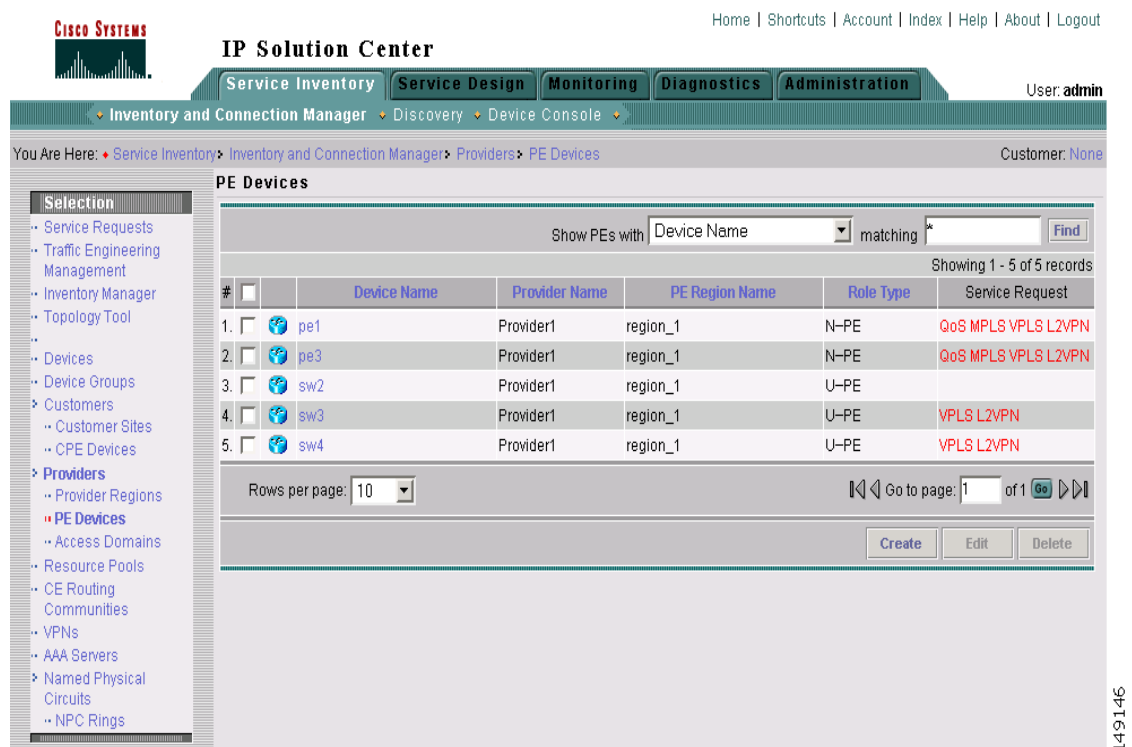 Home | Shortcuts | Account | Index | Help | About | Logout
CISCO SYSTEMS
IP Solution Center
Service Inventory Service Design Monitoring Diagnostics Administration
User: admin
Inventory and Connection Manager Discovery Device Console
You Are Here: Service Inventory Inventory and Connection Manager Providers PE Devices
Customer: None
Selection
Service Requests
Traffic Engineering
Management
Inventory Manager
Topology Tool
Devices
Device Groups
Customers
Customer Sites
CPE Devices
Providers
Provider Regions
PE Devices
Access Domains
Resource Pools
CE Routing
Communities
VPNs
AAA Servers
Named Physical
Circuits
NPC Rings
PE Devices
Show PEs with Device Name matching * Find
Showing 1 - 5 of 5 records
# Device Name Provider Name PE Region Name Role Type Service Request
1. pe1 Provider1 region_1 N-PE QoS MPLS VPLS L2VPN
2. pe3 Provider1 region_1 N-PE QoS MPLS VPLS L2VPN
3. sw2 Provider1 region_1 U-PE
4. sw3 Provider1 region_1 U-PE VPLS L2VPN
5. sw4 Provider1 region_1 U-PE VPLS L2VPN
Rows per page: 10
Go to page: 1 of 1 Go
Create Edit Delete
149146